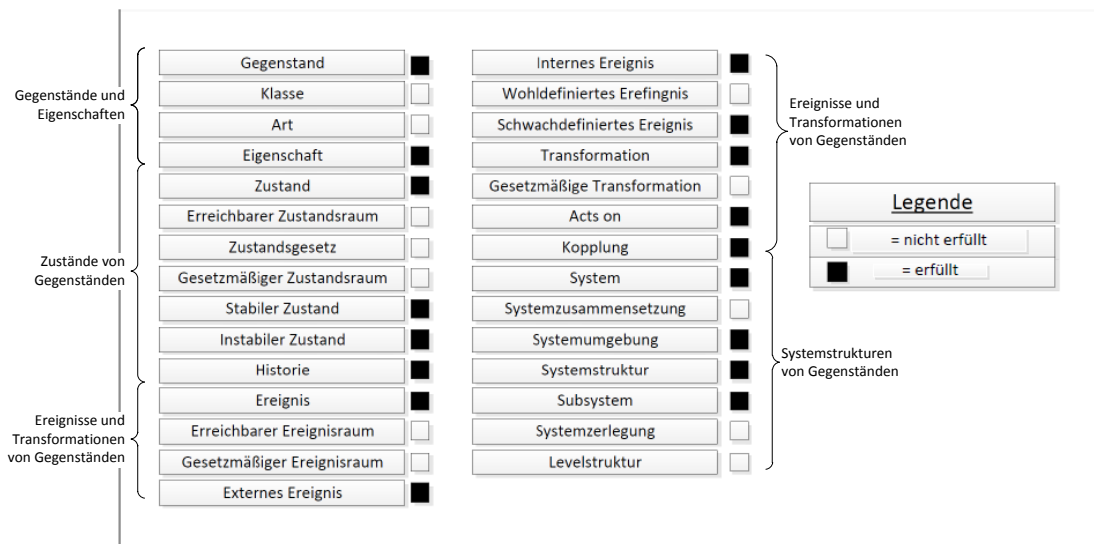 Gegenstände und
Eigenschaften
Zustände von
Gegenständen
Ereignisse und
Transformationen
von Gegenständen
Gegenstand
Klasse
Art
Eigenschaft
Zustand
Erreichbarer Zustandsraum
Zustandsgesetz
Gesetzmäßiger Zustandsraum
Stabiler Zustand
Instabiler Zustand
Historie
Ereignis
Erreichbarer Ereignisraum
Gesetzmäßiger Ereignisraum
Externes Ereignis
Internes Ereignis
Wohldefiniertes Erefingnis
Schwachdefiniertes Ereignis
Transformation
Gesetzmäßige Transformation
Acts on
Kopplung
System
Systemzusammensetzung
Systemumgebung
Systemstruktur
Subsystem
Systemzerlegung
Levelstruktur
Ereignisse und
Transformationen
von Gegenständen
Systemstrukturen
von Gegenständen
Legende
= nicht erfüllt
= erfüllt